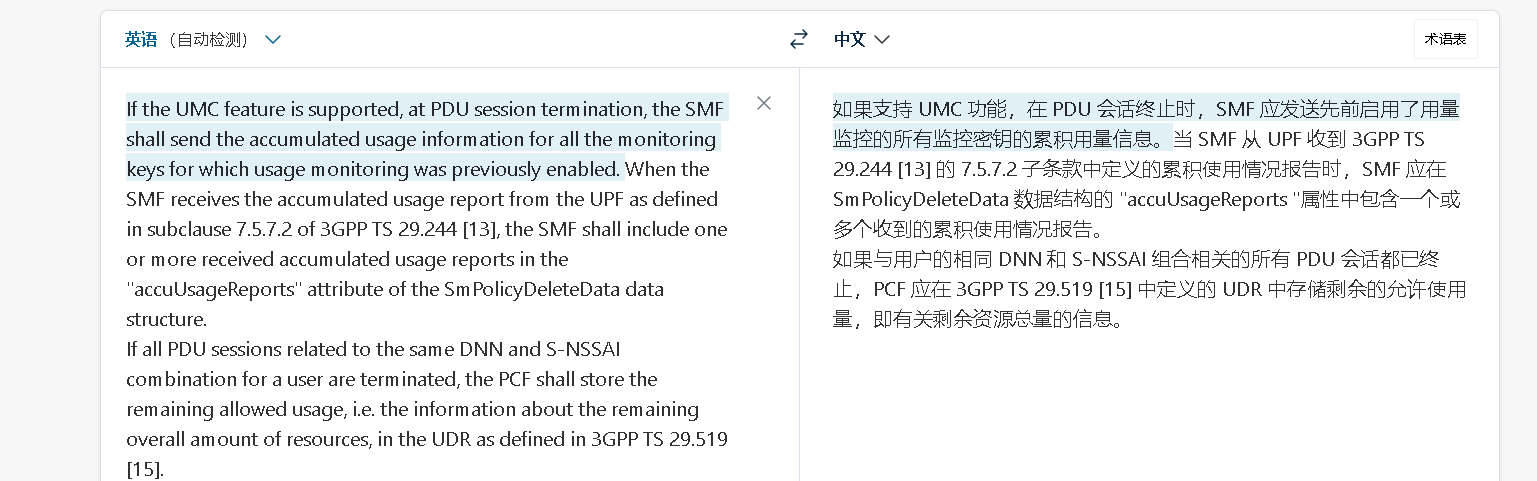 英语 （自动检测）
中文
术语表
If the UMC feature is supported, at PDU session termination, the SMF
shall send the accumulated usage information for all the monitoring
keys for which usage monitoring was previously enabled. When the
SMF receives the accumulated usage report from the UPF as defined
in subclause 7.5.7.2 of 3GPP TS 29.244 [13], the SMF shall include one
or more received accumulated usage reports in the
"accuUsageReports" attribute of the SmPolicyDeleteData data
structure.
If all PDU sessions related to the same DNN and S-NSSAI
combination for a user are terminated, the PCF shall store the
remaining allowed usage, i.e. the information about the remaining
overall amount of resources, in the UDR as defined in 3GPP TS 29.519
[15].
如果支持 UMC 功能，在 PDU 会话终止时，SMF 应发送先前启用了用量
监控的所有监控密钥的累积用量信息。当 SMF 从 UPF 收到 3GPP TS
29.244 [13] 的 7.5.7.2 子条款中定义的累积使用情况报告时，SMF 应在
SmPolicyDeleteData 数据结构的 "accuUsageReports "属性中包含一个或
多个收到的累积使用情况报告。
如果与用户的相同 DNN 和 S-NSSAI 组合相关的所有 PDU 会话都已终
止，PCF 应在 3GPP TS 29.519 [15] 中定义的 UDR 中存储剩余的允许使用
量，即有关剩余资源总量的信息。